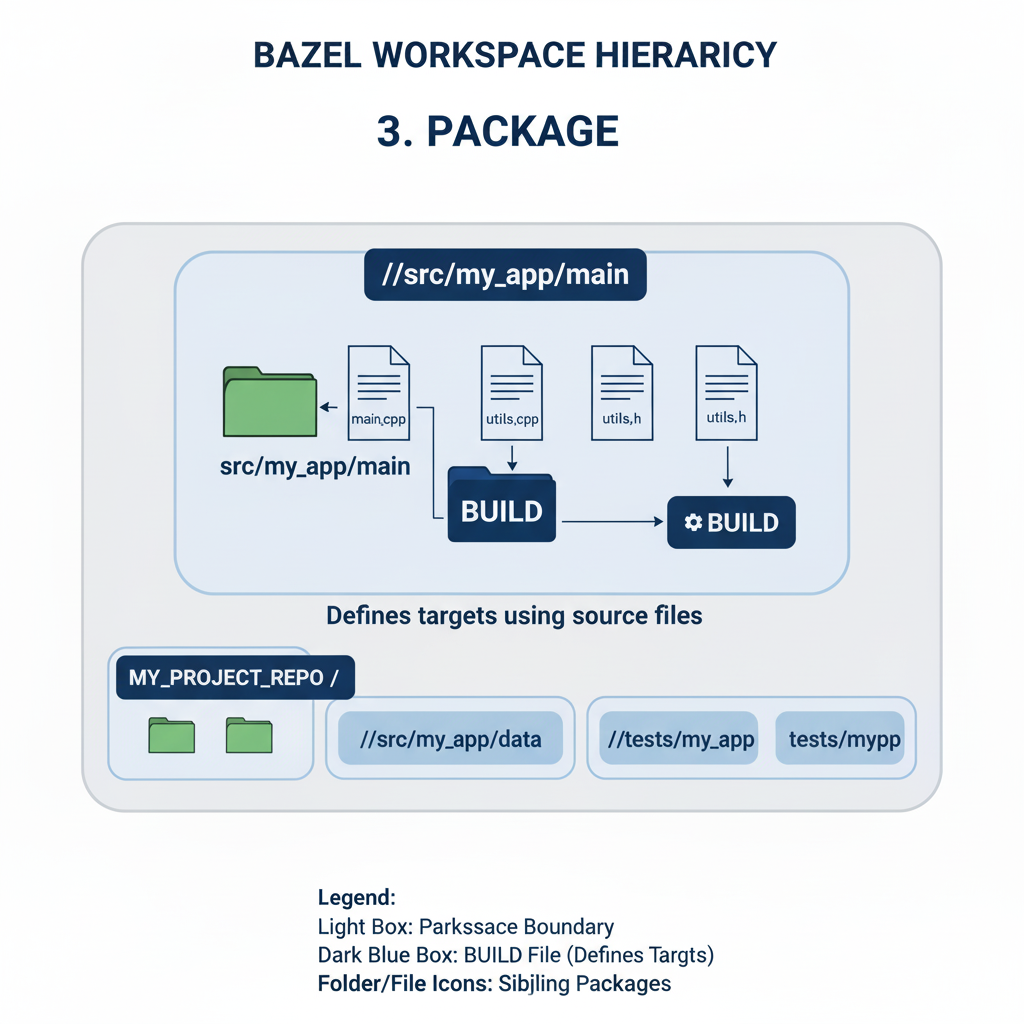 BAZEL WORKSPACE HIERARICY
3. PACKAGE
//src/my_app/main
main.cpp
utils.cpp
utils.h
utils.h
src/my_app/main
BUILD
BUILD
Defines targets using source files
MY_PROJECT_REPO /
//src/my_app/data
//tests/my_app
tests/mypp
Legend:
Light Box: Parkssace Boundary
Dark Blue Box: BUILD File (Defines Targts)
Folder/File Icons: Sibjling Packages